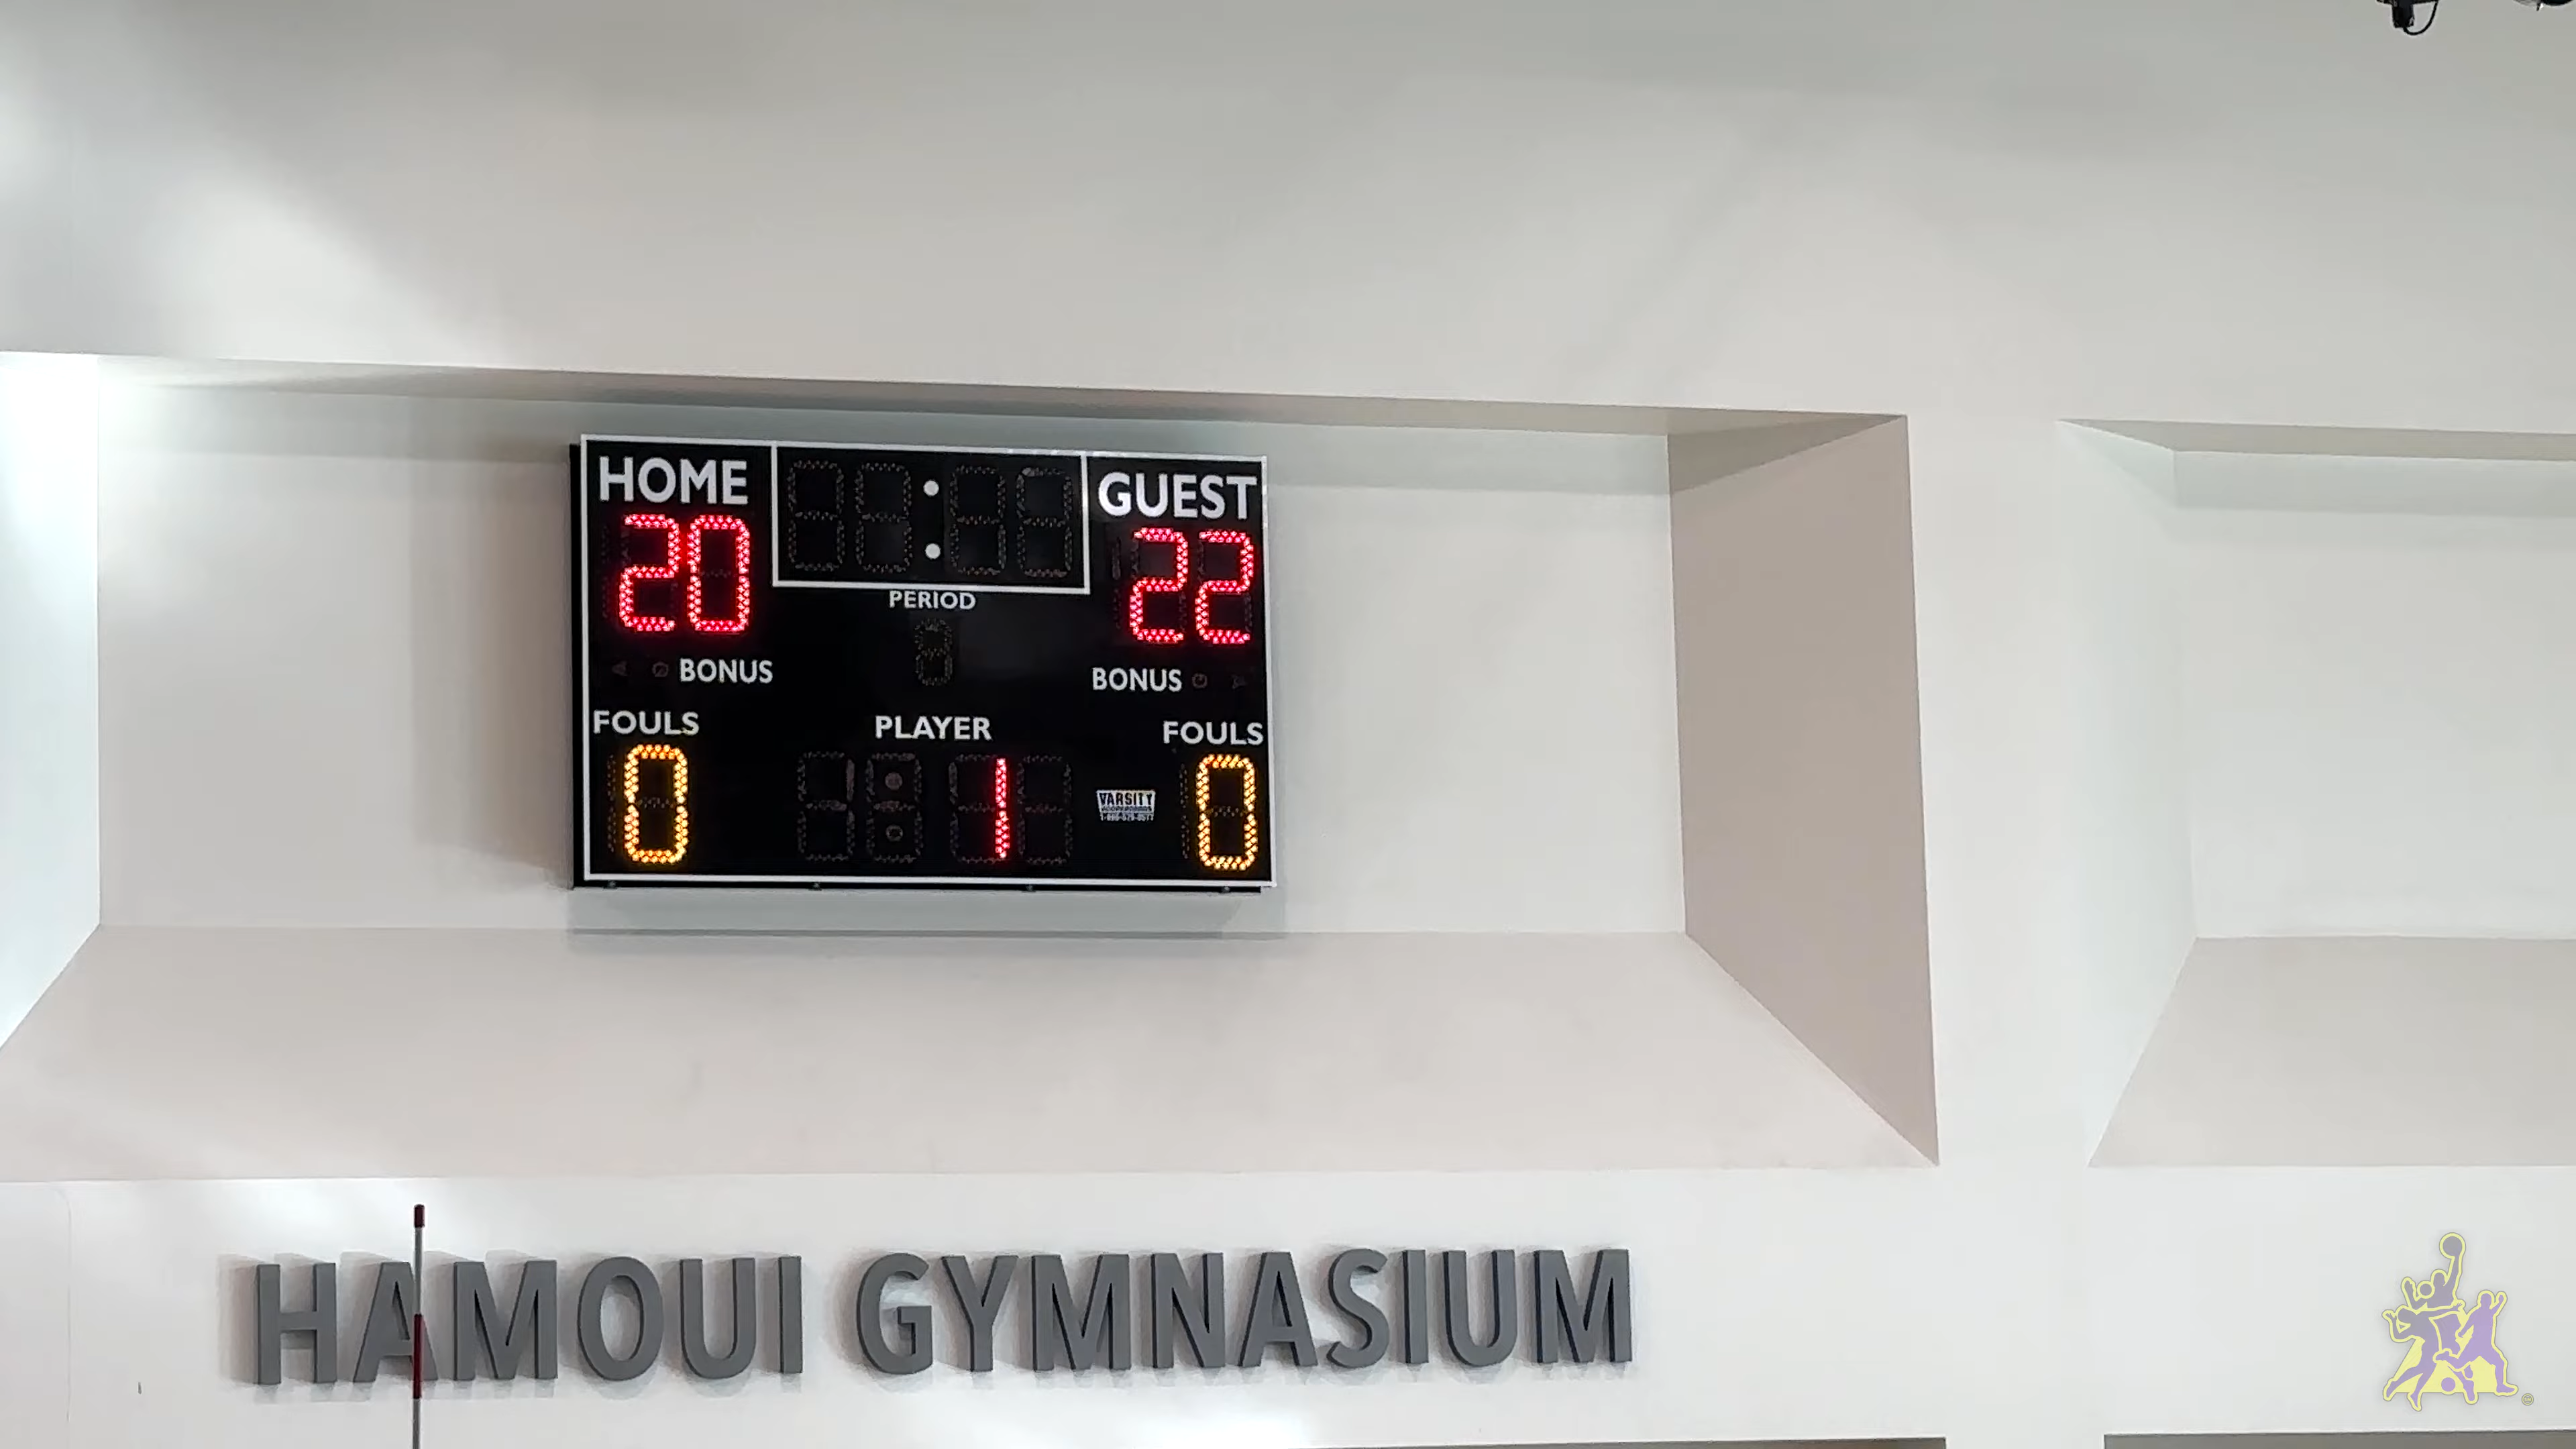 HOME
GUEST
20
22
PERIOD
BONUS
BONUS
FOULS
PLAYER
FOULS
0
1
0
VARSITY
HAMOUI GYMNASIUM